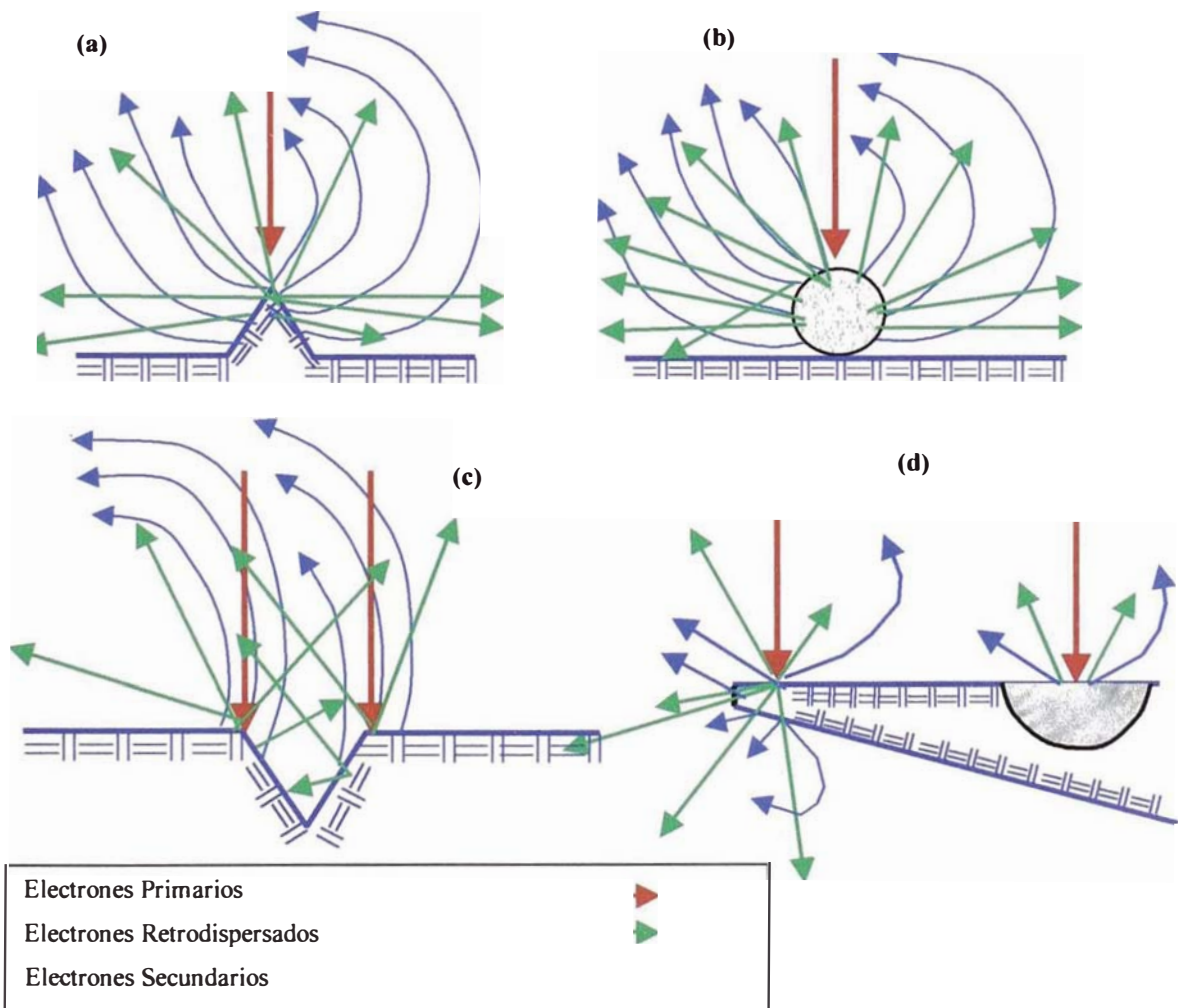 (a)
(b)
(c)
(d)
Electrones Primarios
Electrones Retrodispersados
Electrones Secundarios